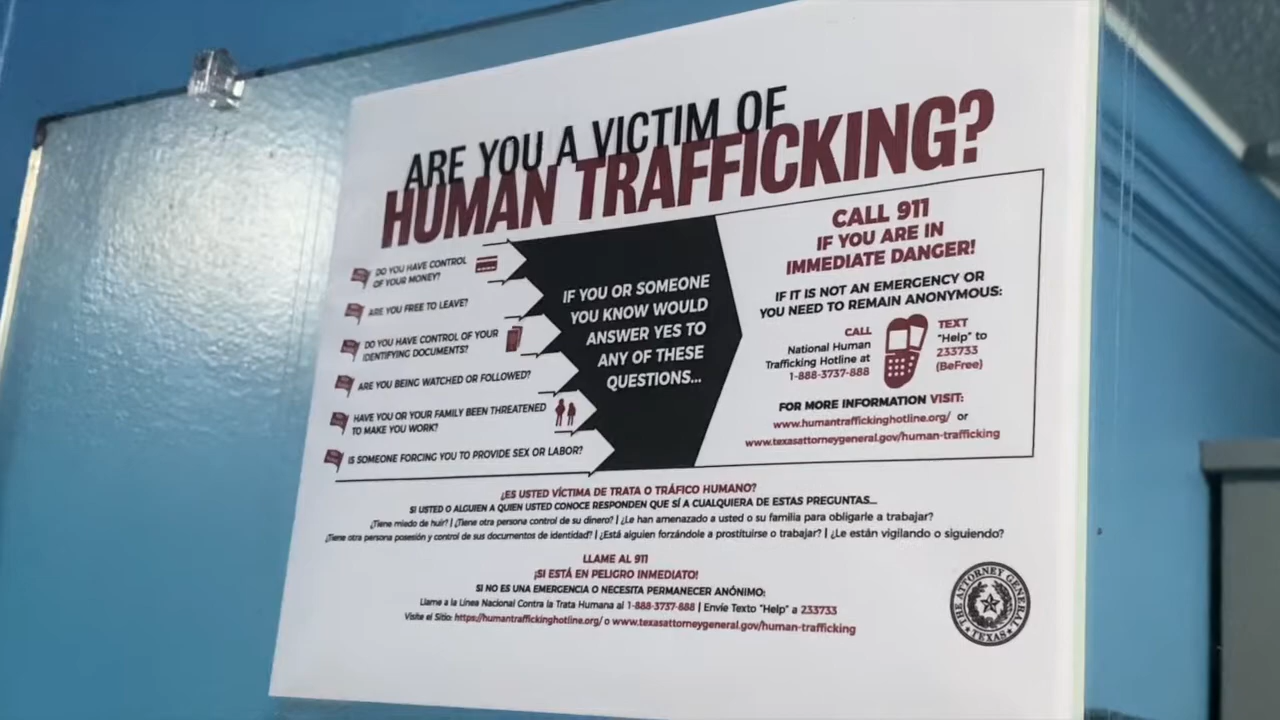 ARE YOU A VICTIM OF
HUMAN TRAFFICKING?
DO YOU HAVE CONTROL
OF YOUR MONEY?
ARE YOU FREE TO LEAVE?
DO YOU HAVE CONTROL OF YOUR
IDENTIFYING DOCUMENTS?
ARE YOU BEING WATCHED OR FOLLOWED?
HAVE YOU OR YOUR FAMILY BEEN THREATENED
TO MAKE YOU WORK?
IS SOMEONE FORCING YOU TO PROVIDE SEX OR LABOR?
IF YOU OR SOMEONE
YOU KNOW WOULD
ANSWER YES TO
ANY OF THESE
QUESTIONS...
CALL 911
IF YOU ARE IN
IMMEDIATE DANGER!
IF IT IS NOT AN EMERGENCY OR
YOU NEED TO REMAIN ANONYMOUS:
CALL
National Human
Trafficking Hotline at
1-888-3737-888
TEXT
"Help" to
233733
(BeFree)
FOR MORE INFORMATION VISIT:
www.humantraffickinghotline.org/ or
www.texasattorneygeneral.gov/human-trafficking
¿ES USTED VÍCTIMA DE TRATA O TRÁFICO HUMANO?
SI USTED O ALGUIEN A QUIEN USTED CONOCE RESPONDEN QUE SÍ A CUALQUIERA DE ESTAS PREGUNTAS...
¿Tiene miedo de huir? | ¿Tiene otra persona control de su dinero? | ¿Le han amenazado a usted o su familia para obligarle a trabajar?
¿Tiene otra persona posesión y control de sus documentos de identidad? | ¿Está alguien forzándole a prostituirse o trabajar? | ¿Le están vigilando o siguiendo?
LLAME AL 911
¡SI ESTÁ EN PELIGRO INMEDIATO!
SI NO ES UNA EMERGENCIA O NECESITA PERMANECER ANÓNIMO:
Llame a la Línea Nacional Contra la Trata Humana al 1-888-3737-888 | Envíe Texto "Help" a 233733
Visite el Sitio: https://humantraffickinghotline.org/ o www.texasattorneygeneral.gov/human-trafficking
THE ATTORNEY GENERAL
TEXAS